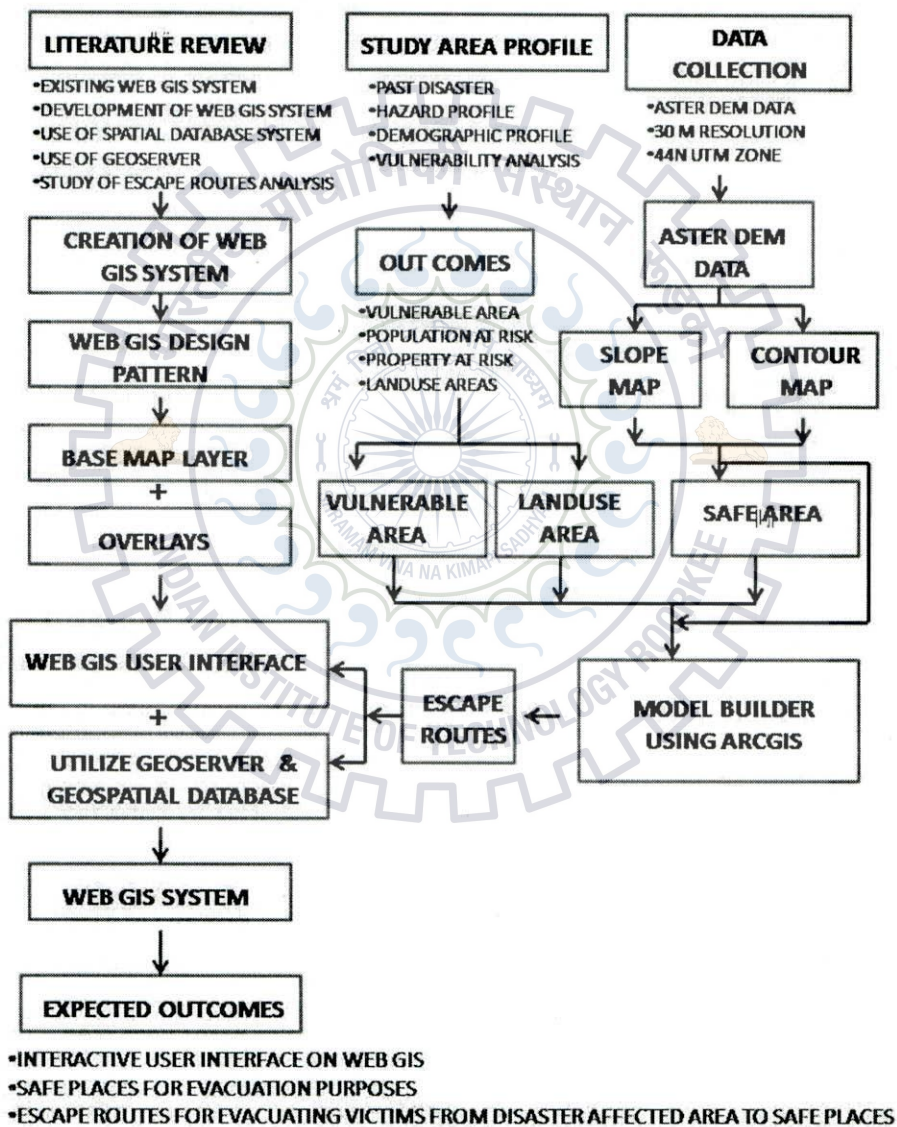 LITERATURE REVIEW
•EXISTING WEB GIS SYSTEM
•DEVELOPMENT OF WEB GIS SYSTEM
•USE OF SPATIAL DATABASE SYSTEM
•USE OF GEOSERVER
•STUDY OF ESCAPE ROUTES ANALYSIS
CREATION OF WEB
GIS SYSTEM
WEB GIS DESIGN
PATTERN
BASE MAP LAYER
+
OVERLAYS
WEB GIS USER INTERFACE
+
UTILIZE GEOSERVER &
GEOSPATIAL DATABASE
WEB GIS SYSTEM
EXPECTED OUTCOMES
•INTERACTIVE USER INTERFACE ON WEB GIS
•SAFE PLACES FOR EVACUATION PURPOSES
•ESCAPE ROUTES FOR EVACUATING VICTIMS FROM DISASTER AFFECTED AREA TO SAFE PLACES
STUDY AREA PROFILE
•PAST DISASTER
•HAZARD PROFILE
•DEMOGRAPHIC PROFILE
•VULNERABILITY ANALYSIS
OUT COMES
•VULNERABLE AREA
•POPULATION AT RISK
•PROPERTY AT RISK
•LANDUSE AREAS
VULNERABLE
AREA
LANDUSE
AREA
DATA
COLLECTION
•ASTER DEM DATA
•30 M RESOLUTION
•44N UTM ZONE
ASTER DEM
DATA
SLOPE
MAP
CONTOUR
MAP
SAFE AREA
MODEL BUILDER
USING ARCGIS
ESCAPE
ROUTES
INDIAN INSTITUTE OF TECHNOLOGY ROORKEE